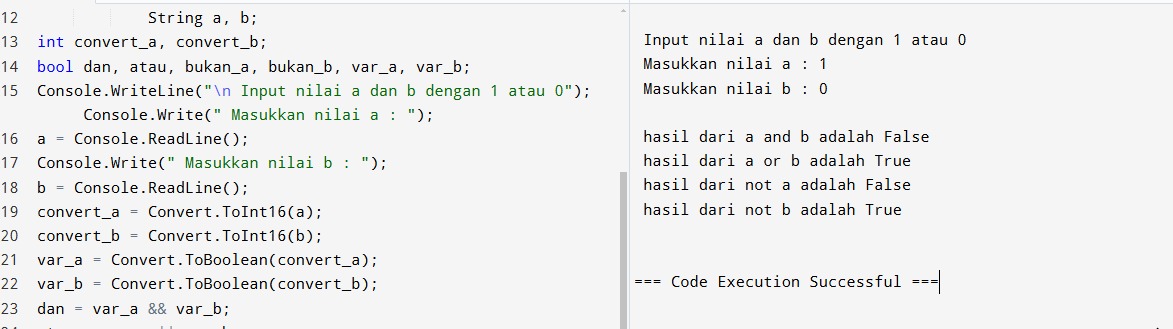 12 String a, b;
13 int convert_a, convert_b;
14 bool dan, atau, bukan_a, bukan_b, var_a, var_b;
15 Console.WriteLine("\n Input nilai a dan b dengan 1 atau 0");
Console.Write(" Masukkan nilai a : ");
16 a = Console.ReadLine();
17 Console.Write(" Masukkan nilai b : ");
18 b = Console.ReadLine();
19 convert_a = Convert.ToInt16(a);
20 convert_b = Convert.ToInt16(b);
21 var_a = Convert.ToBoolean(convert_a);
22 var_b = Convert.ToBoolean(convert_b);
23 dan = var_a && var_b;
Input nilai a dan b dengan 1 atau 0
Masukkan nilai a : 1
Masukkan nilai b : 0
hasil dari a and b adalah False
hasil dari a or b adalah True
hasil dari not a adalah False
hasil dari not b adalah True
=== Code Execution Successful ===